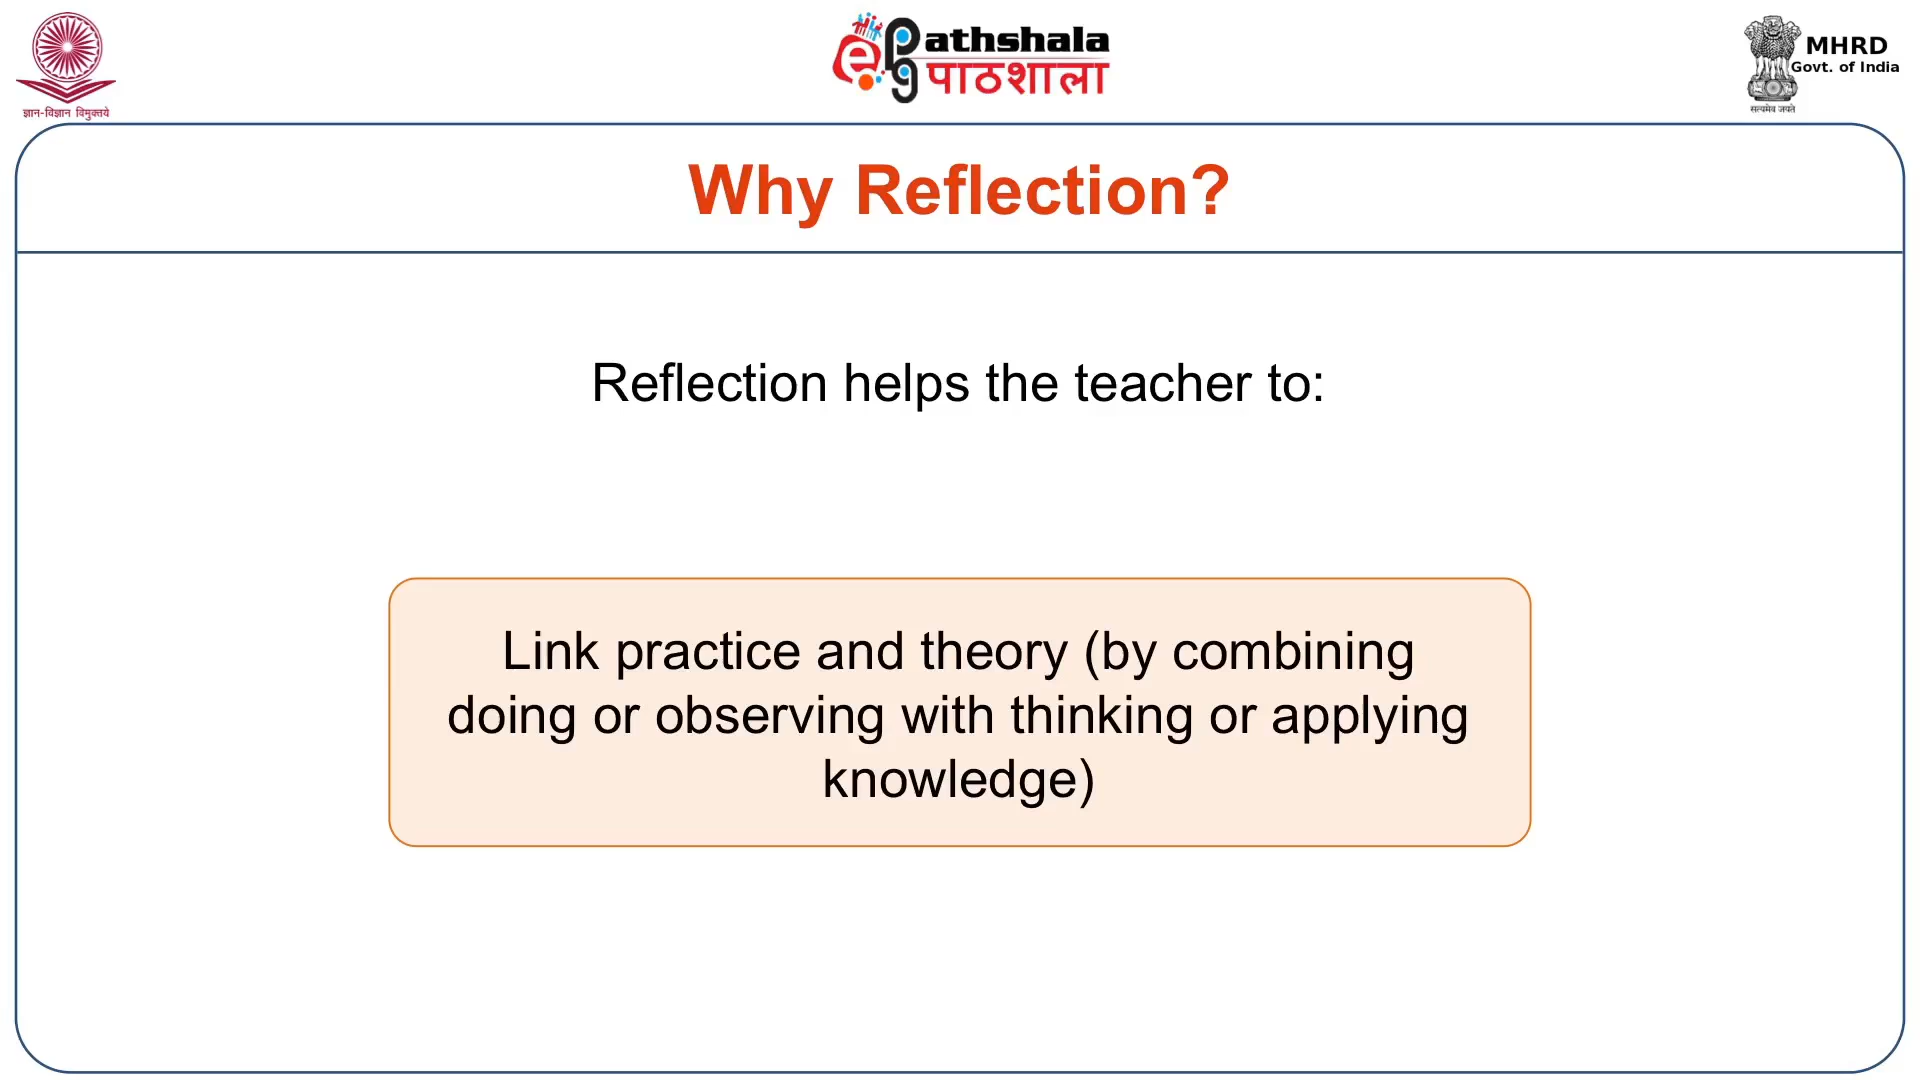 ज्ञान-विज्ञान विमुक्तये
e pg Pathshala
पाठशाला
MHRD
Govt. of India
सत्यमेव जयते
Why Reflection?
Reflection helps the teacher to:
Link practice and theory (by combining
doing or observing with thinking or applying
knowledge)